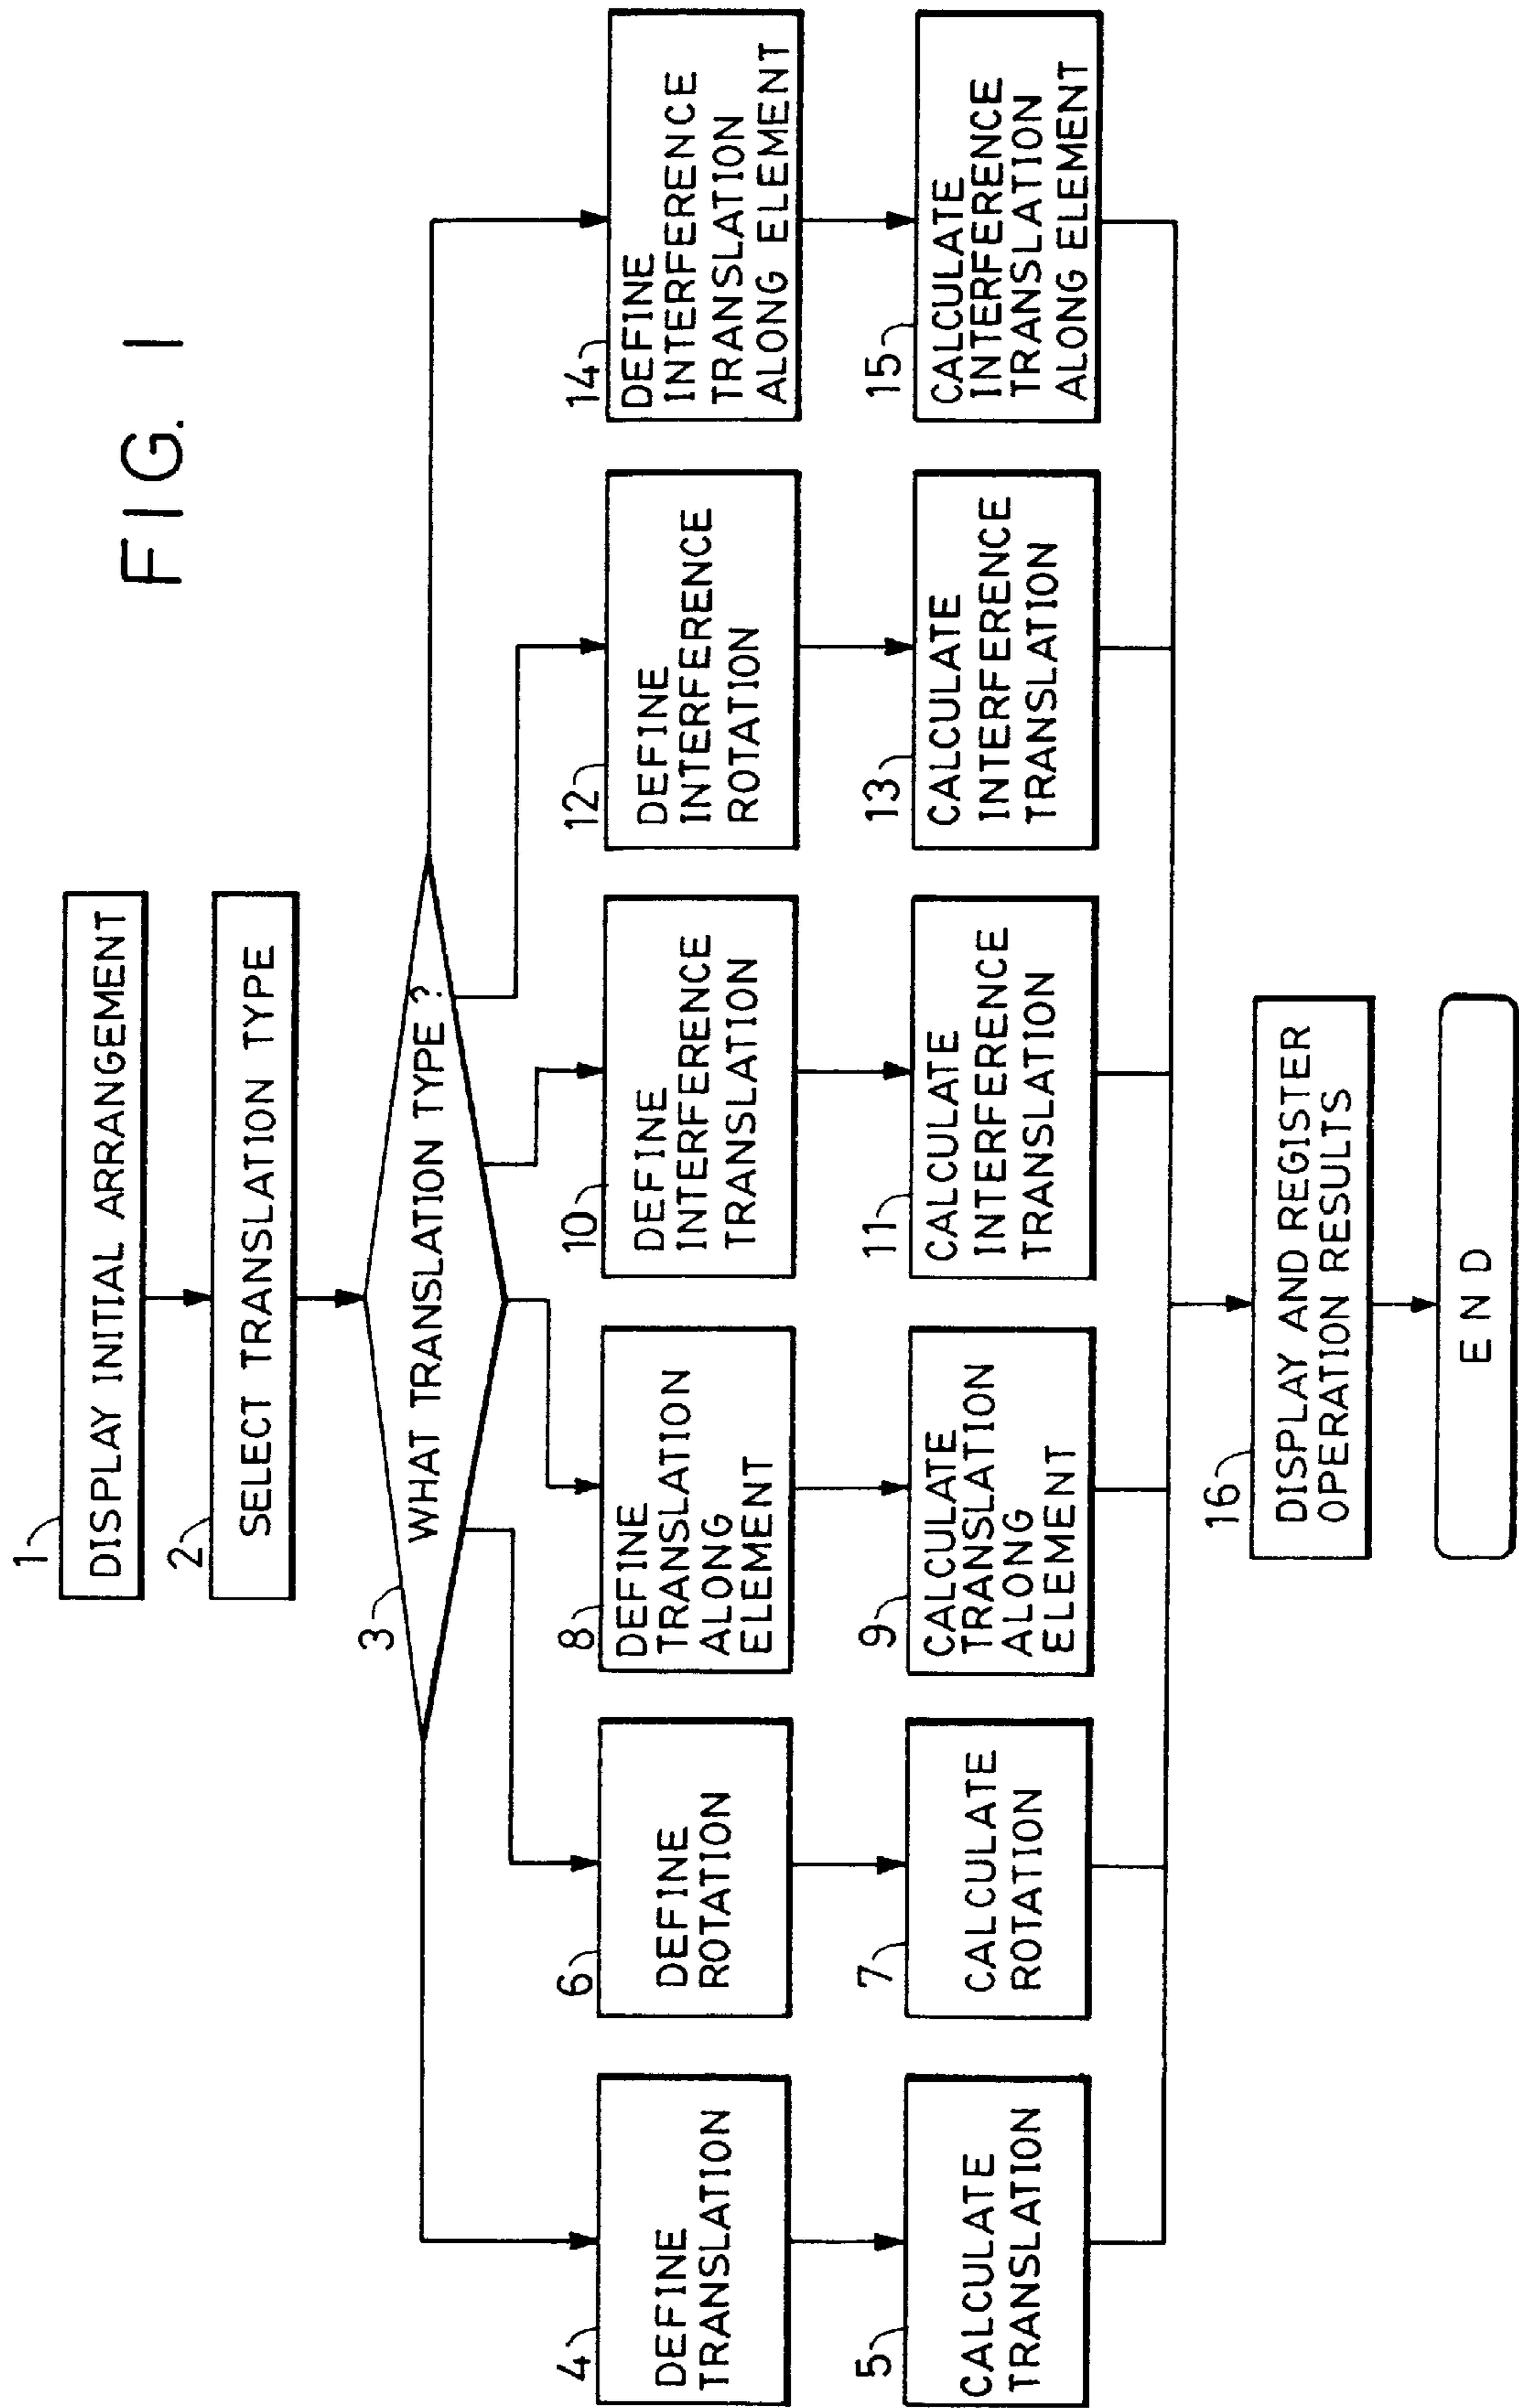 FIG. 1
1
DISPLAY INITIAL ARRANGEMENT
2
SELECT TRANSLATION TYPE
3
WHAT TRANSLATION TYPE ?
4
DEFINE
TRANSLATION
5
CALCULATE
TRANSLATION
6
DEFINE
ROTATION
7
CALCULATE
ROTATION
8
DEFINE
TRANSLATION
ALONG
ELEMENT
9
CALCULATE
TRANSLATION
ALONG
ELEMENT
10
DEFINE
INTERFERENCE
TRANSLATION
11
CALCULATE
INTERFERENCE
TRANSLATION
12
DEFINE
INTERFERENCE
ROTATION
13
CALCULATE
INTERFERENCE
TRANSLATION
14
DEFINE
INTERFERENCE
TRANSLATION
ALONG ELEMENT
15
CALCULATE
INTERFERENCE
TRANSLATION
ALONG ELEMENT
16
DISPLAY AND REGISTER
OPERATION RESULTS
END